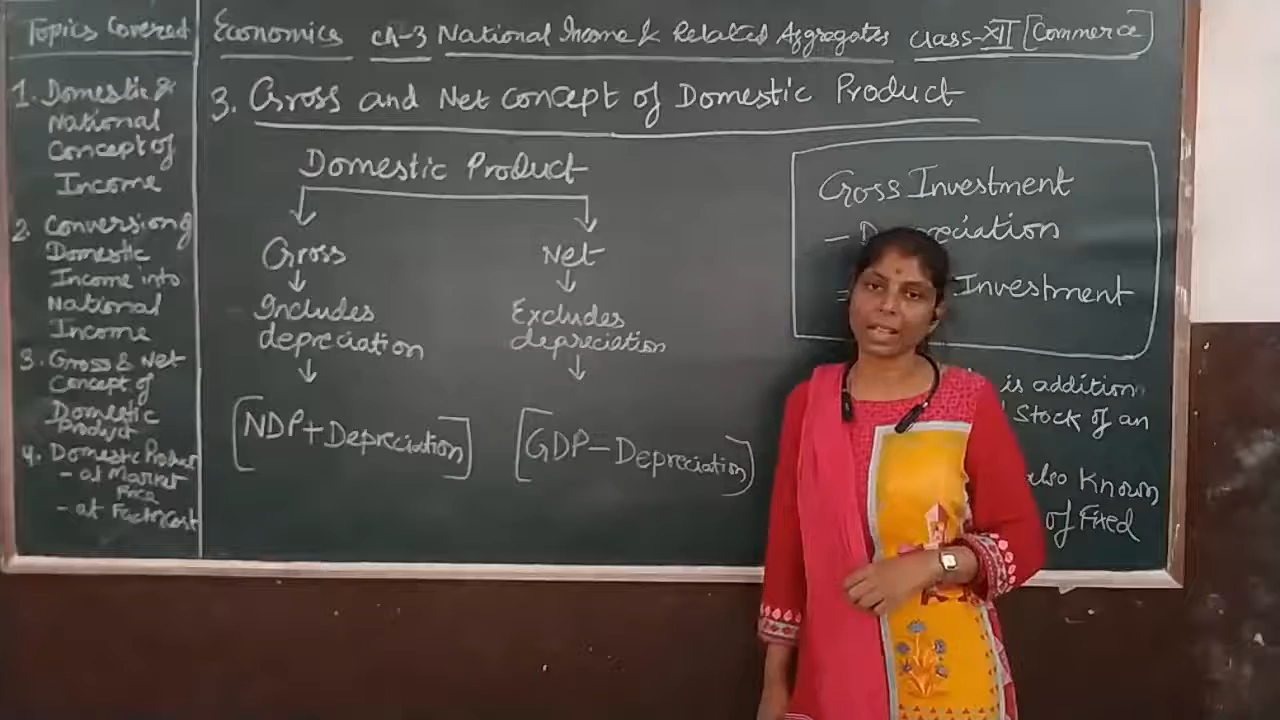 Topics Covered
1. Domestic &
National
Concept of
Income
2. Conversion of
Domestic
Income into
National
Income
3. Gross & Net
Concept of
Domestic
Product
4. Domestic Product
- at Market
Price
- at Factor Cost
Economics Ch-3 National Income & Related Aggregates Class-XII [Commerce]
3. Gross and Net Concept of Domestic Product
Domestic Product
Gross
Includes
depreciation
[NDP+Depreciation]
Net
Excludes
depreciation
[GDP-Depreciation]
Gross Investment
- Depreciation
= Investment
is addition
Stock of an
also Known
of Fixed